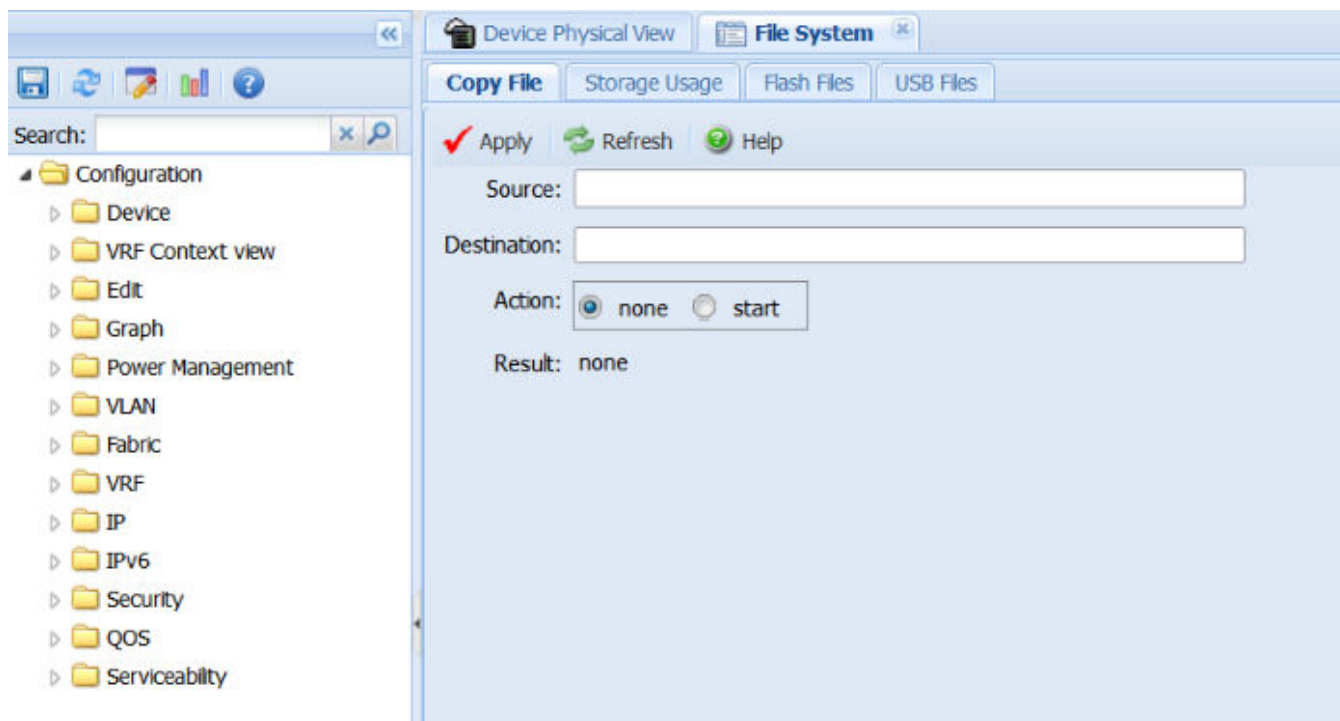 Device Physical View File System
Copy File Storage Usage Flash Files USB Files
Search:
Apply Refresh Help
Configuration
Device
VRF Context view
Edit
Graph
Power Management
VLAN
Fabric
VRF
IP
IPv6
Security
QOS
Serviceability
Source:
Destination:
Action: none start
Result: none